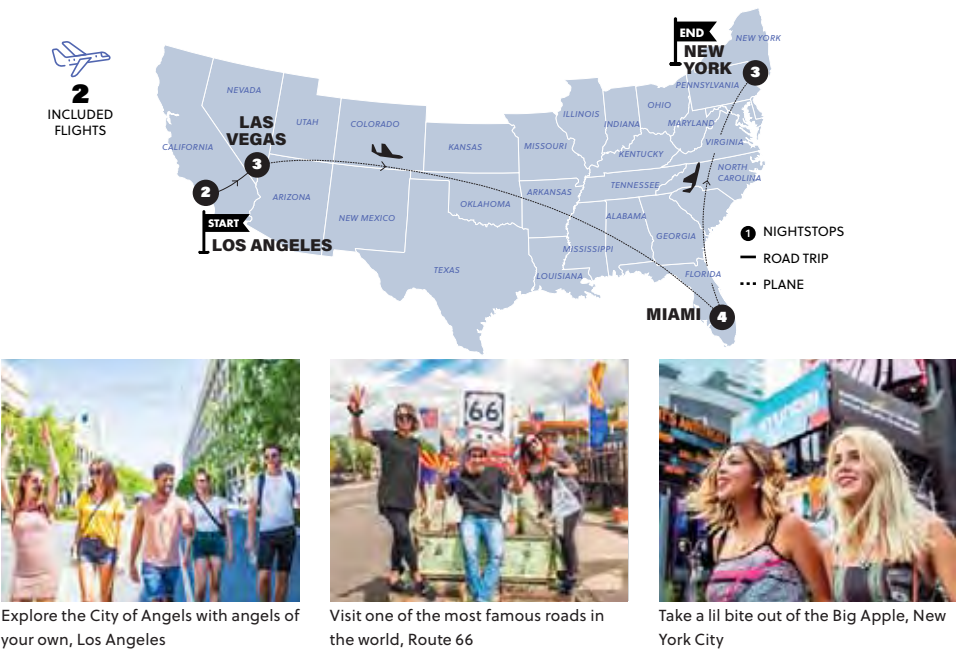 2
INCLUDED
FLIGHTS
END
NEW
YORK
3
NEW YORK
PENNSYLVANIA
NEVADA
UTAH
COLORADO
CALIFORNIA
LAS
VEGAS
3
2
START
LOS ANGELES
ARIZONA
NEW MEXICO
KANSAS
OKLAHOMA
TEXAS
MISSOURI
ARKANSAS
LOUISIANA
ILLINOIS
INDIANA
OHIO
MARYLAND
VIRGINIA
KENTUCKY
TENNESSEE
NORTH
CAROLINA
ALABAMA
GEORGIA
MISSISSIPPI
FLORIDA
MIAMI
4
1 NIGHTSTOPS
ROAD TRIP
PLANE
66
Explore the City of Angels with angels of
your own, Los Angeles
Visit one of the most famous roads in
the world, Route 66
Take a lil bite out of the Big Apple, New
York City